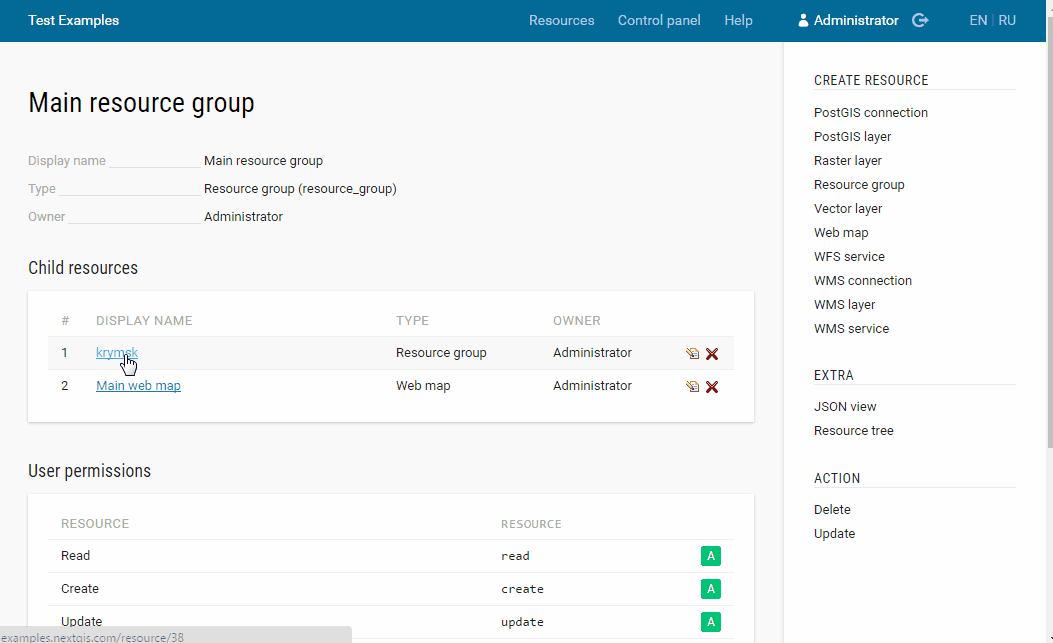 Test Examples Resources Control panel Help Administrator EN | RU
Main resource group
Display name Main resource group
Type Resource group (resource_group)
Owner Administrator
Child resources
# DISPLAY NAME TYPE OWNER
1 krymsk Resource group Administrator
2 Main web map Web map Administrator
User permissions
RESOURCE RESOURCE
Read read A
Create create A
Update update A
examples.nextgis.com/resource/38
CREATE RESOURCE
PostGIS connection
PostGIS layer
Raster layer
Resource group
Vector layer
Web map
WFS service
WMS connection
WMS layer
WMS service
EXTRA
JSON view
Resource tree
ACTION
Delete
Update